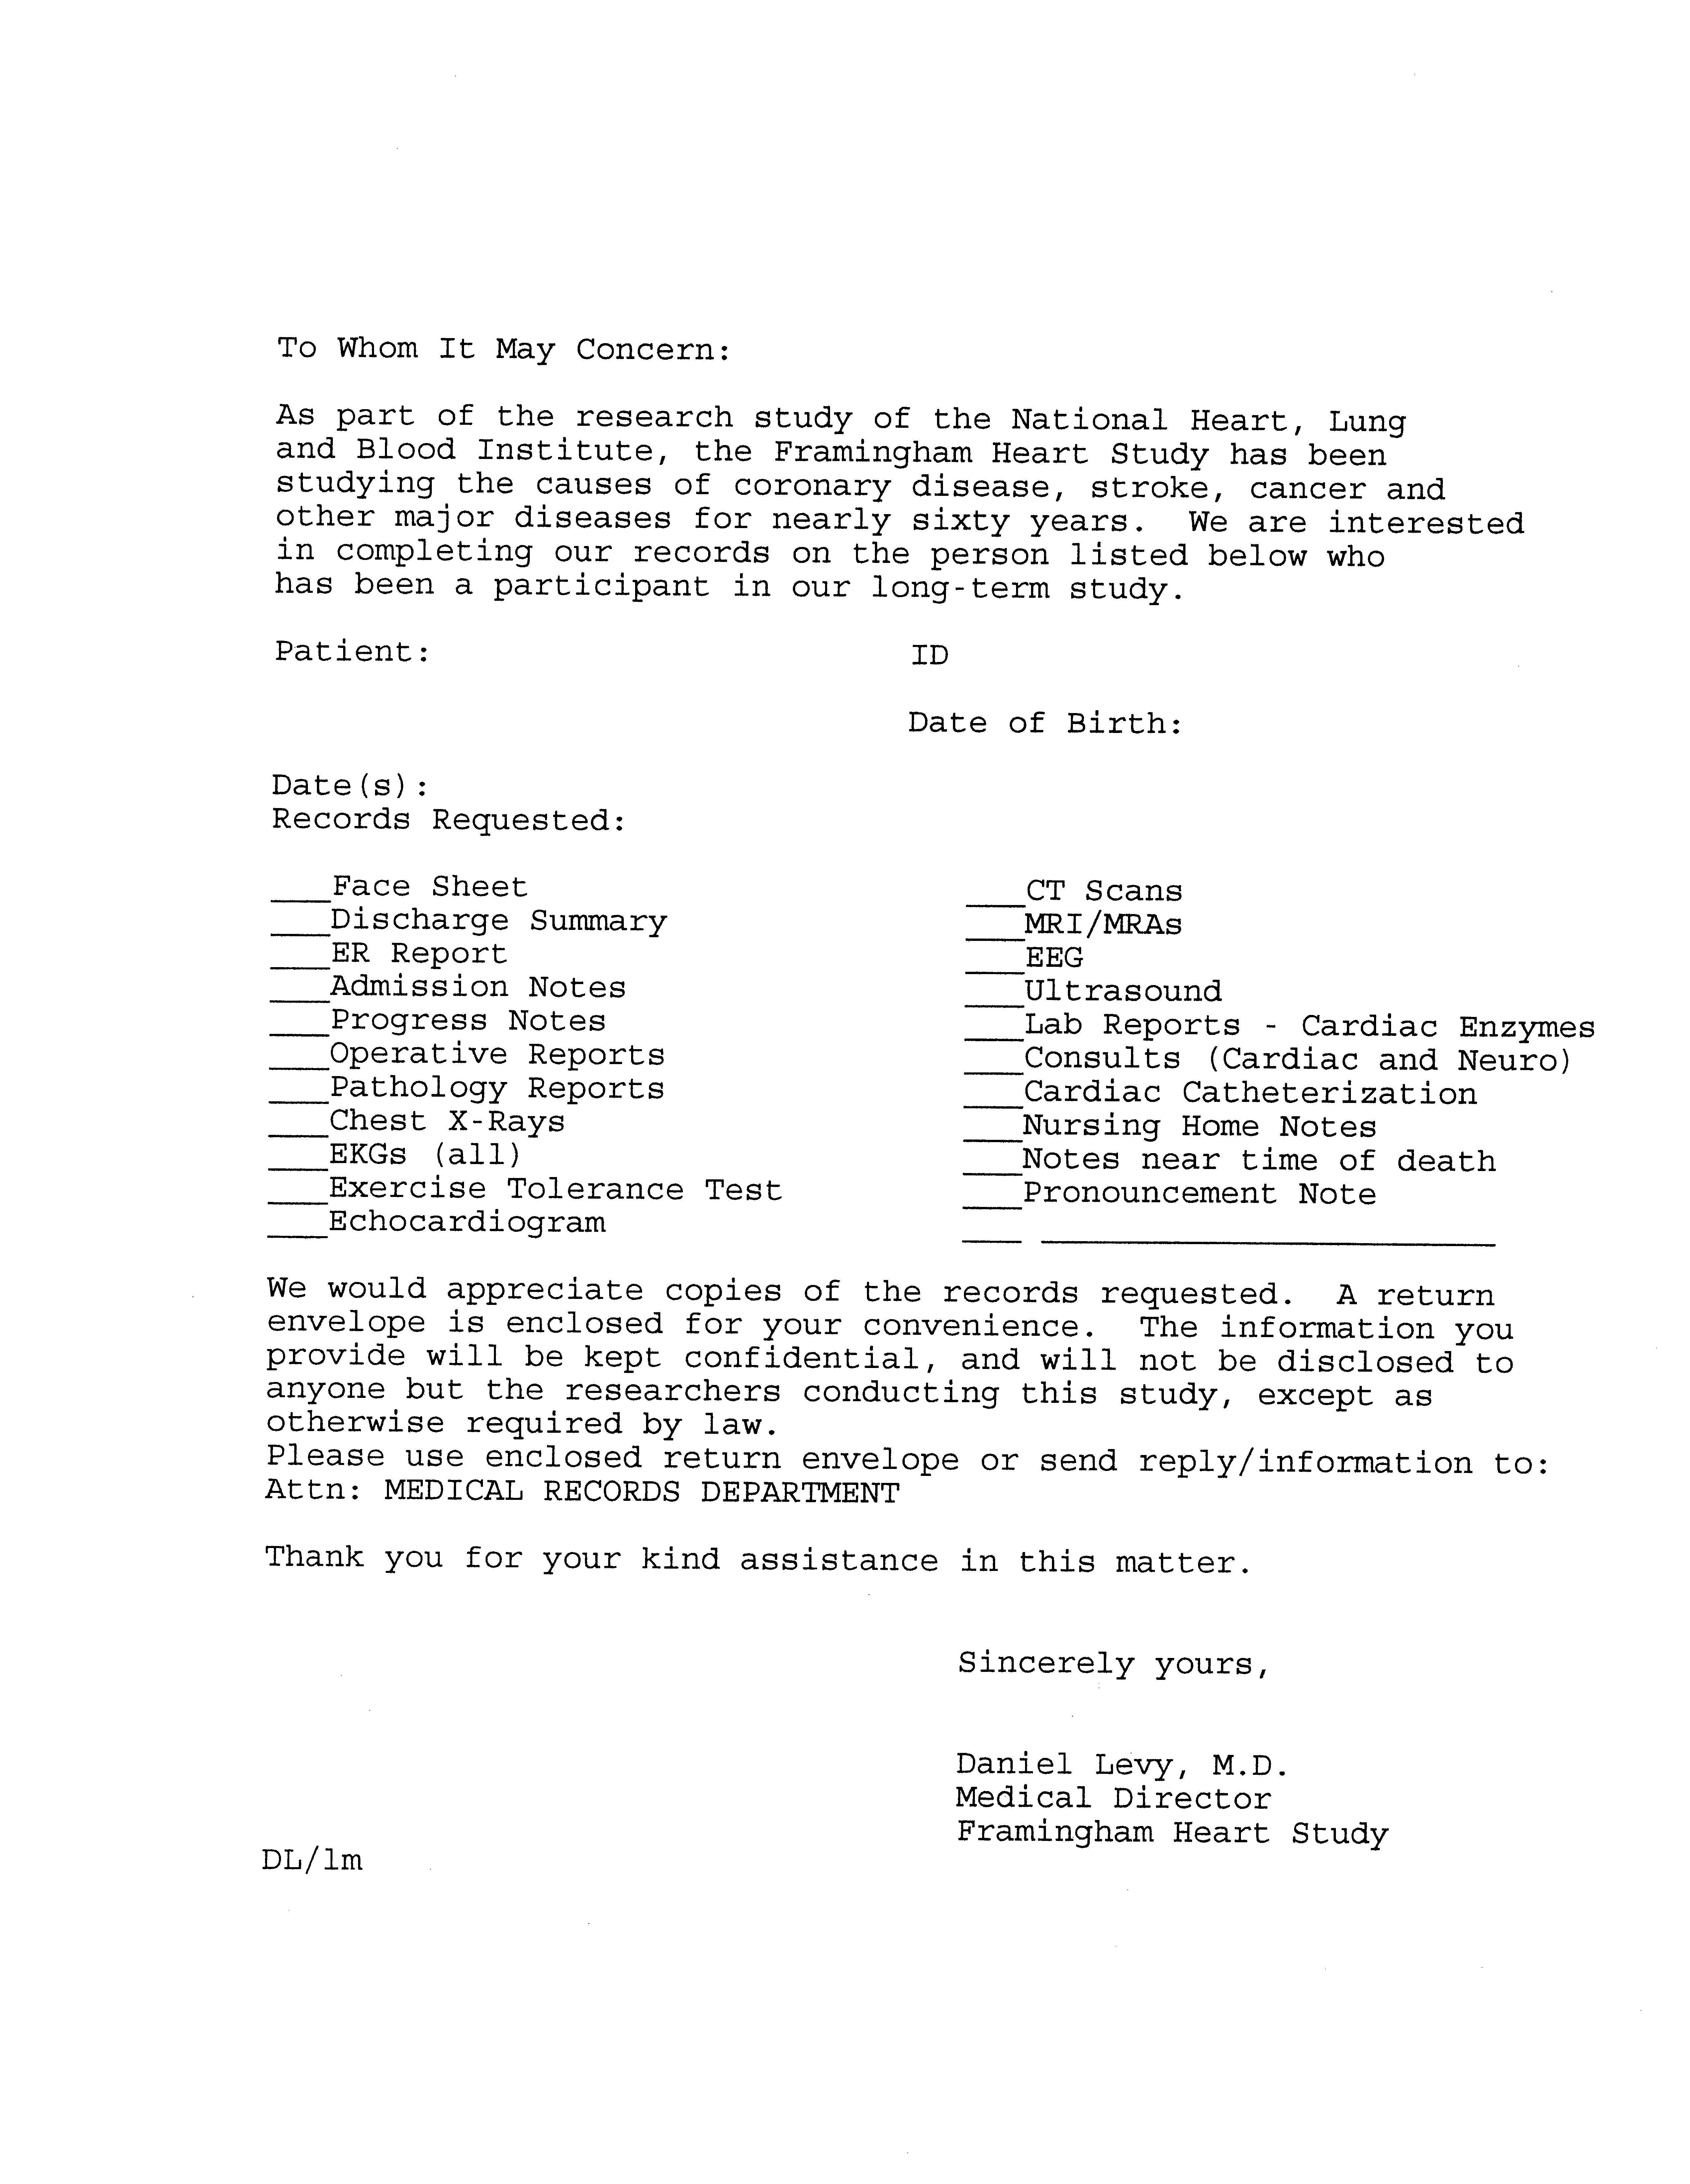 To Whom It May Concern:
As part of the research study of the National Heart, Lung
and Blood Institute, the Framingham Heart Study has been
studying the causes of coronary disease, stroke, cancer and
other major diseases for nearly sixty years.  We are interested
in completing our records on the person listed below who
has been a participant in our long-term study.
Patient:    ID
Date of Birth:
Date(s):
Records Requested:
___Face Sheet    ___CT Scans
___Discharge Summary    ___MRI/MRAs
___ER Report    ___EEG
___Admission Notes    ___Ultrasound
___Progress Notes    ___Lab Reports - Cardiac Enzymes
___Operative Reports    ___Consults (Cardiac and Neuro)
___Pathology Reports    ___Cardiac Catheterization
___Chest X-Rays    ___Nursing Home Notes
___EKGs (all)    ___Notes near time of death
___Exercise Tolerance Test    ___Pronouncement Note
___Echocardiogram    ___ _______________________
We would appreciate copies of the records requested.  A return
envelope is enclosed for your convenience.  The information you
provide will be kept confidential, and will not be disclosed to
anyone but the researchers conducting this study, except as
otherwise required by law.
Please use enclosed return envelope or send reply/information to:
Attn: MEDICAL RECORDS DEPARTMENT
Thank you for your kind assistance in this matter.
Sincerely yours,
Daniel Levy, M.D.
Medical Director
Framingham Heart Study
DL/lm